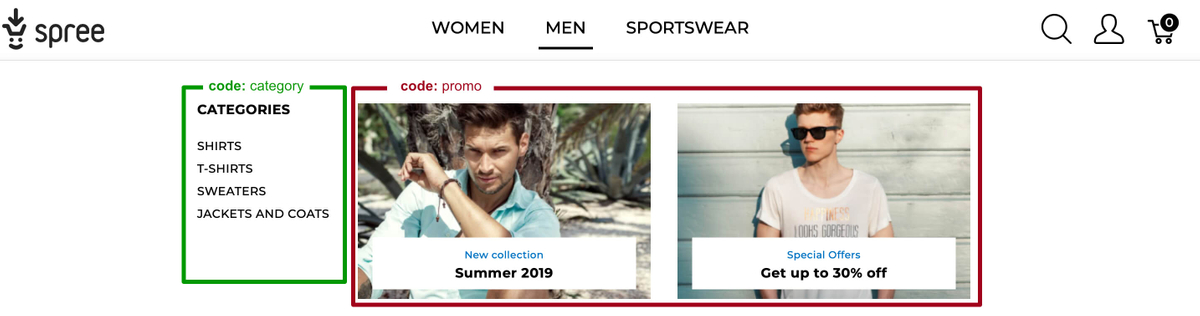 spree
WOMEN
MEN
SPORTSWEAR
0
code: category
CATEGORIES
SHIRTS
T-SHIRTS
SWEATERS
JACKETS AND COATS
code: promo
New collection
Summer 2019
HAPPINESS
LOOKS GORGEOUS
Special Offers
Get up to 30% off